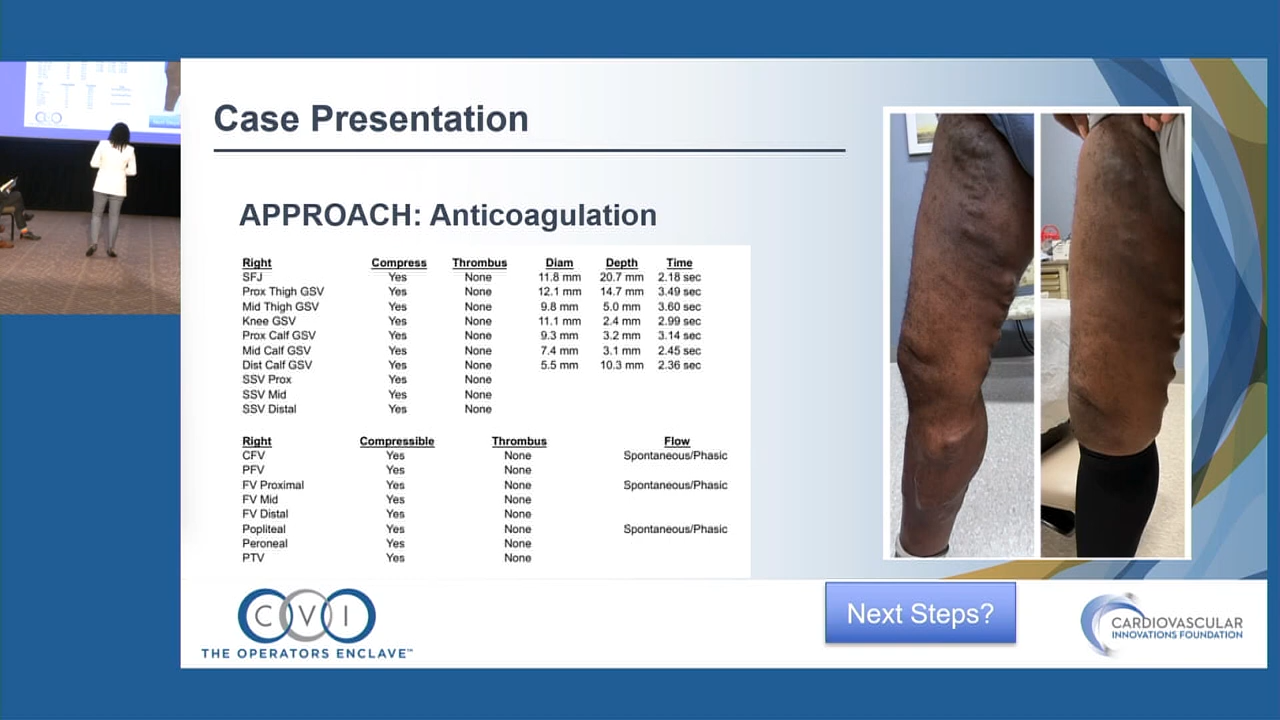 Case Presentation
APPROACH: Anticoagulation
Right Compress Thrombus Diam Depth Time
SFJ Yes None 11.8 mm 20.7 mm 2.18 sec
Prox Thigh GSV Yes None 12.1 mm 14.7 mm 3.49 sec
Mid Thigh GSV Yes None 9.8 mm 5.0 mm 3.60 sec
Knee GSV Yes None 11.1 mm 2.4 mm 2.99 sec
Prox Calf GSV Yes None 9.3 mm 3.2 mm 3.14 sec
Mid Calf GSV Yes None 7.4 mm 3.1 mm 2.45 sec
Dist Calf GSV Yes None 5.5 mm 10.3 mm 2.36 sec
SSV Prox Yes None
SSV Mid Yes None
SSV Distal Yes None
Right Compressible Thrombus Flow
CFV Yes None Spontaneous/Phasic
PFV Yes None
FV Proximal Yes None Spontaneous/Phasic
FV Mid Yes None
FV Distal Yes None
Popliteal Yes None Spontaneous/Phasic
Peroneal Yes None
PTV Yes None
CVI
THE OPERATORS ENCLAVE™
Next Steps?
CARDIOVASCULAR
INNOVATIONS FOUNDATION